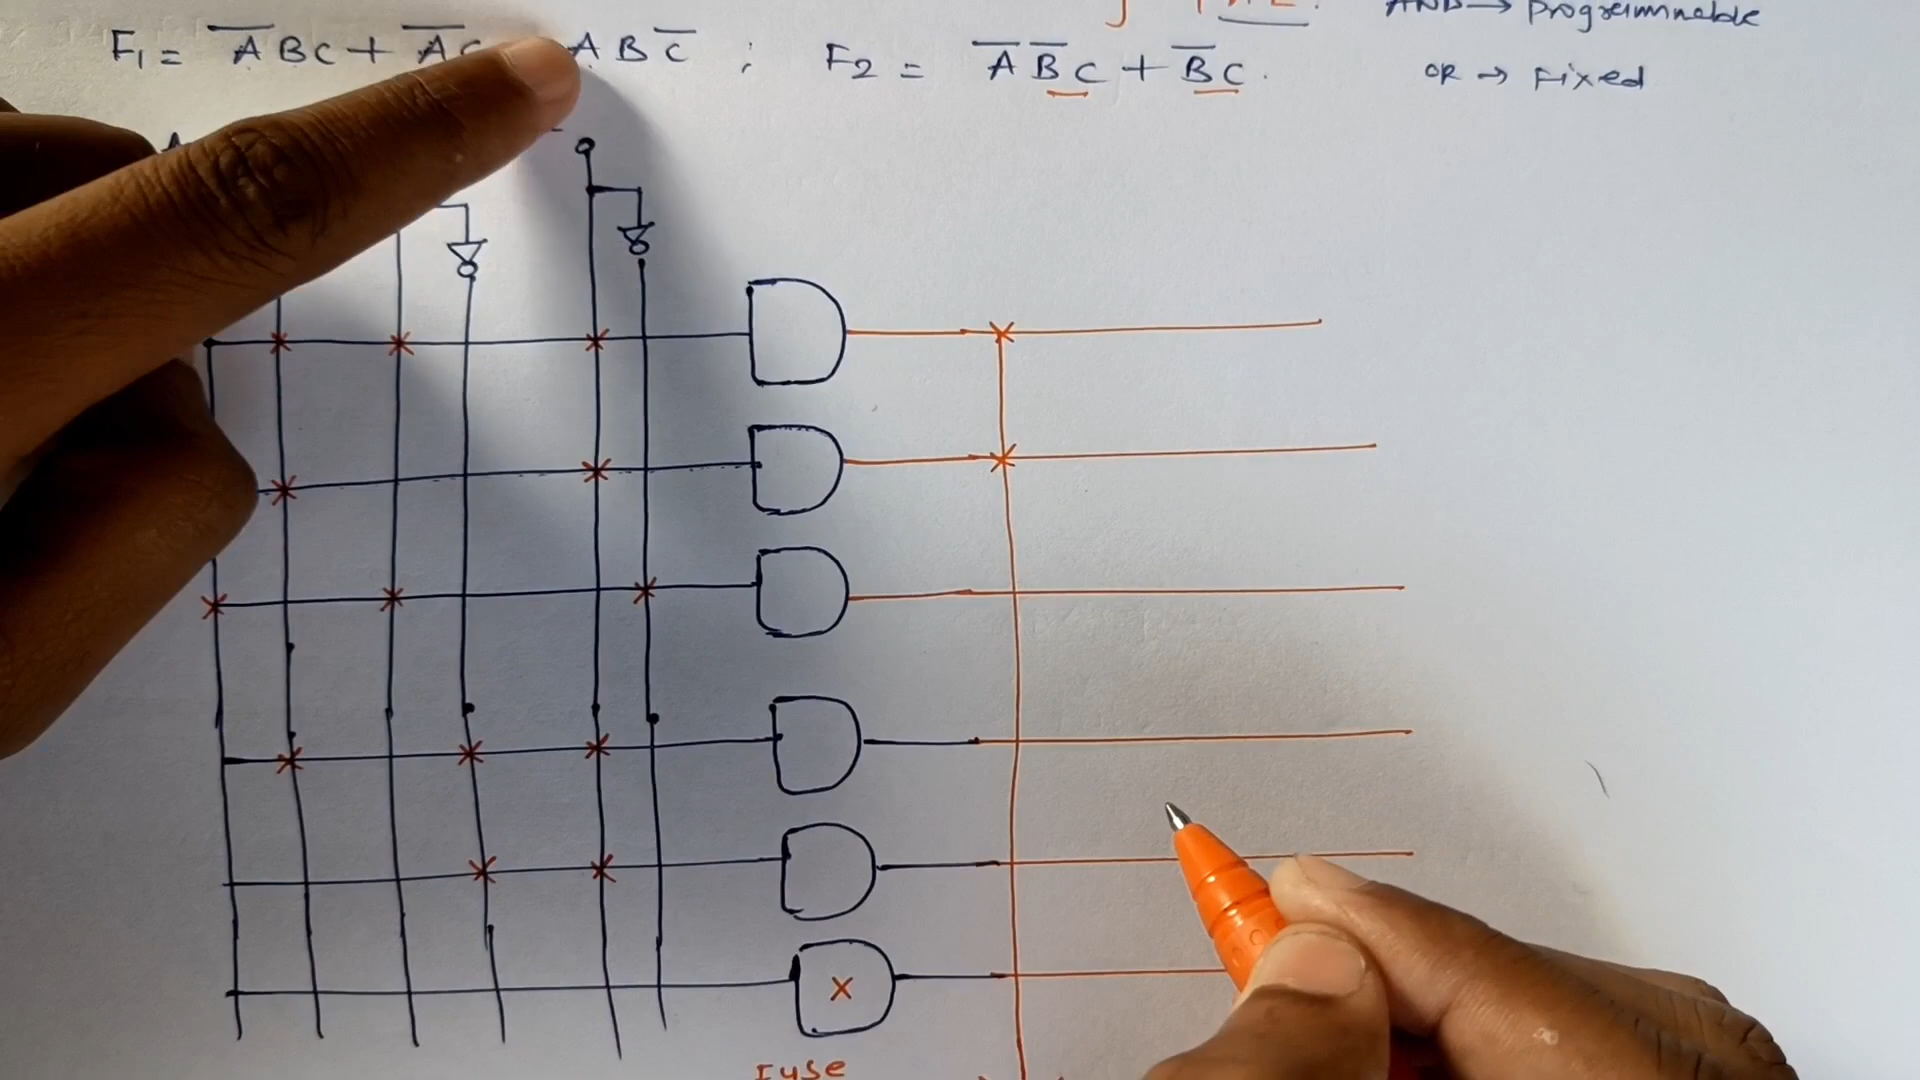 AND → programmable
F1 = A̅BC + A̅C ABC̅ ; F2 = A̅B̅C + B̅C.
OR → Fixed
A
X
Fuse